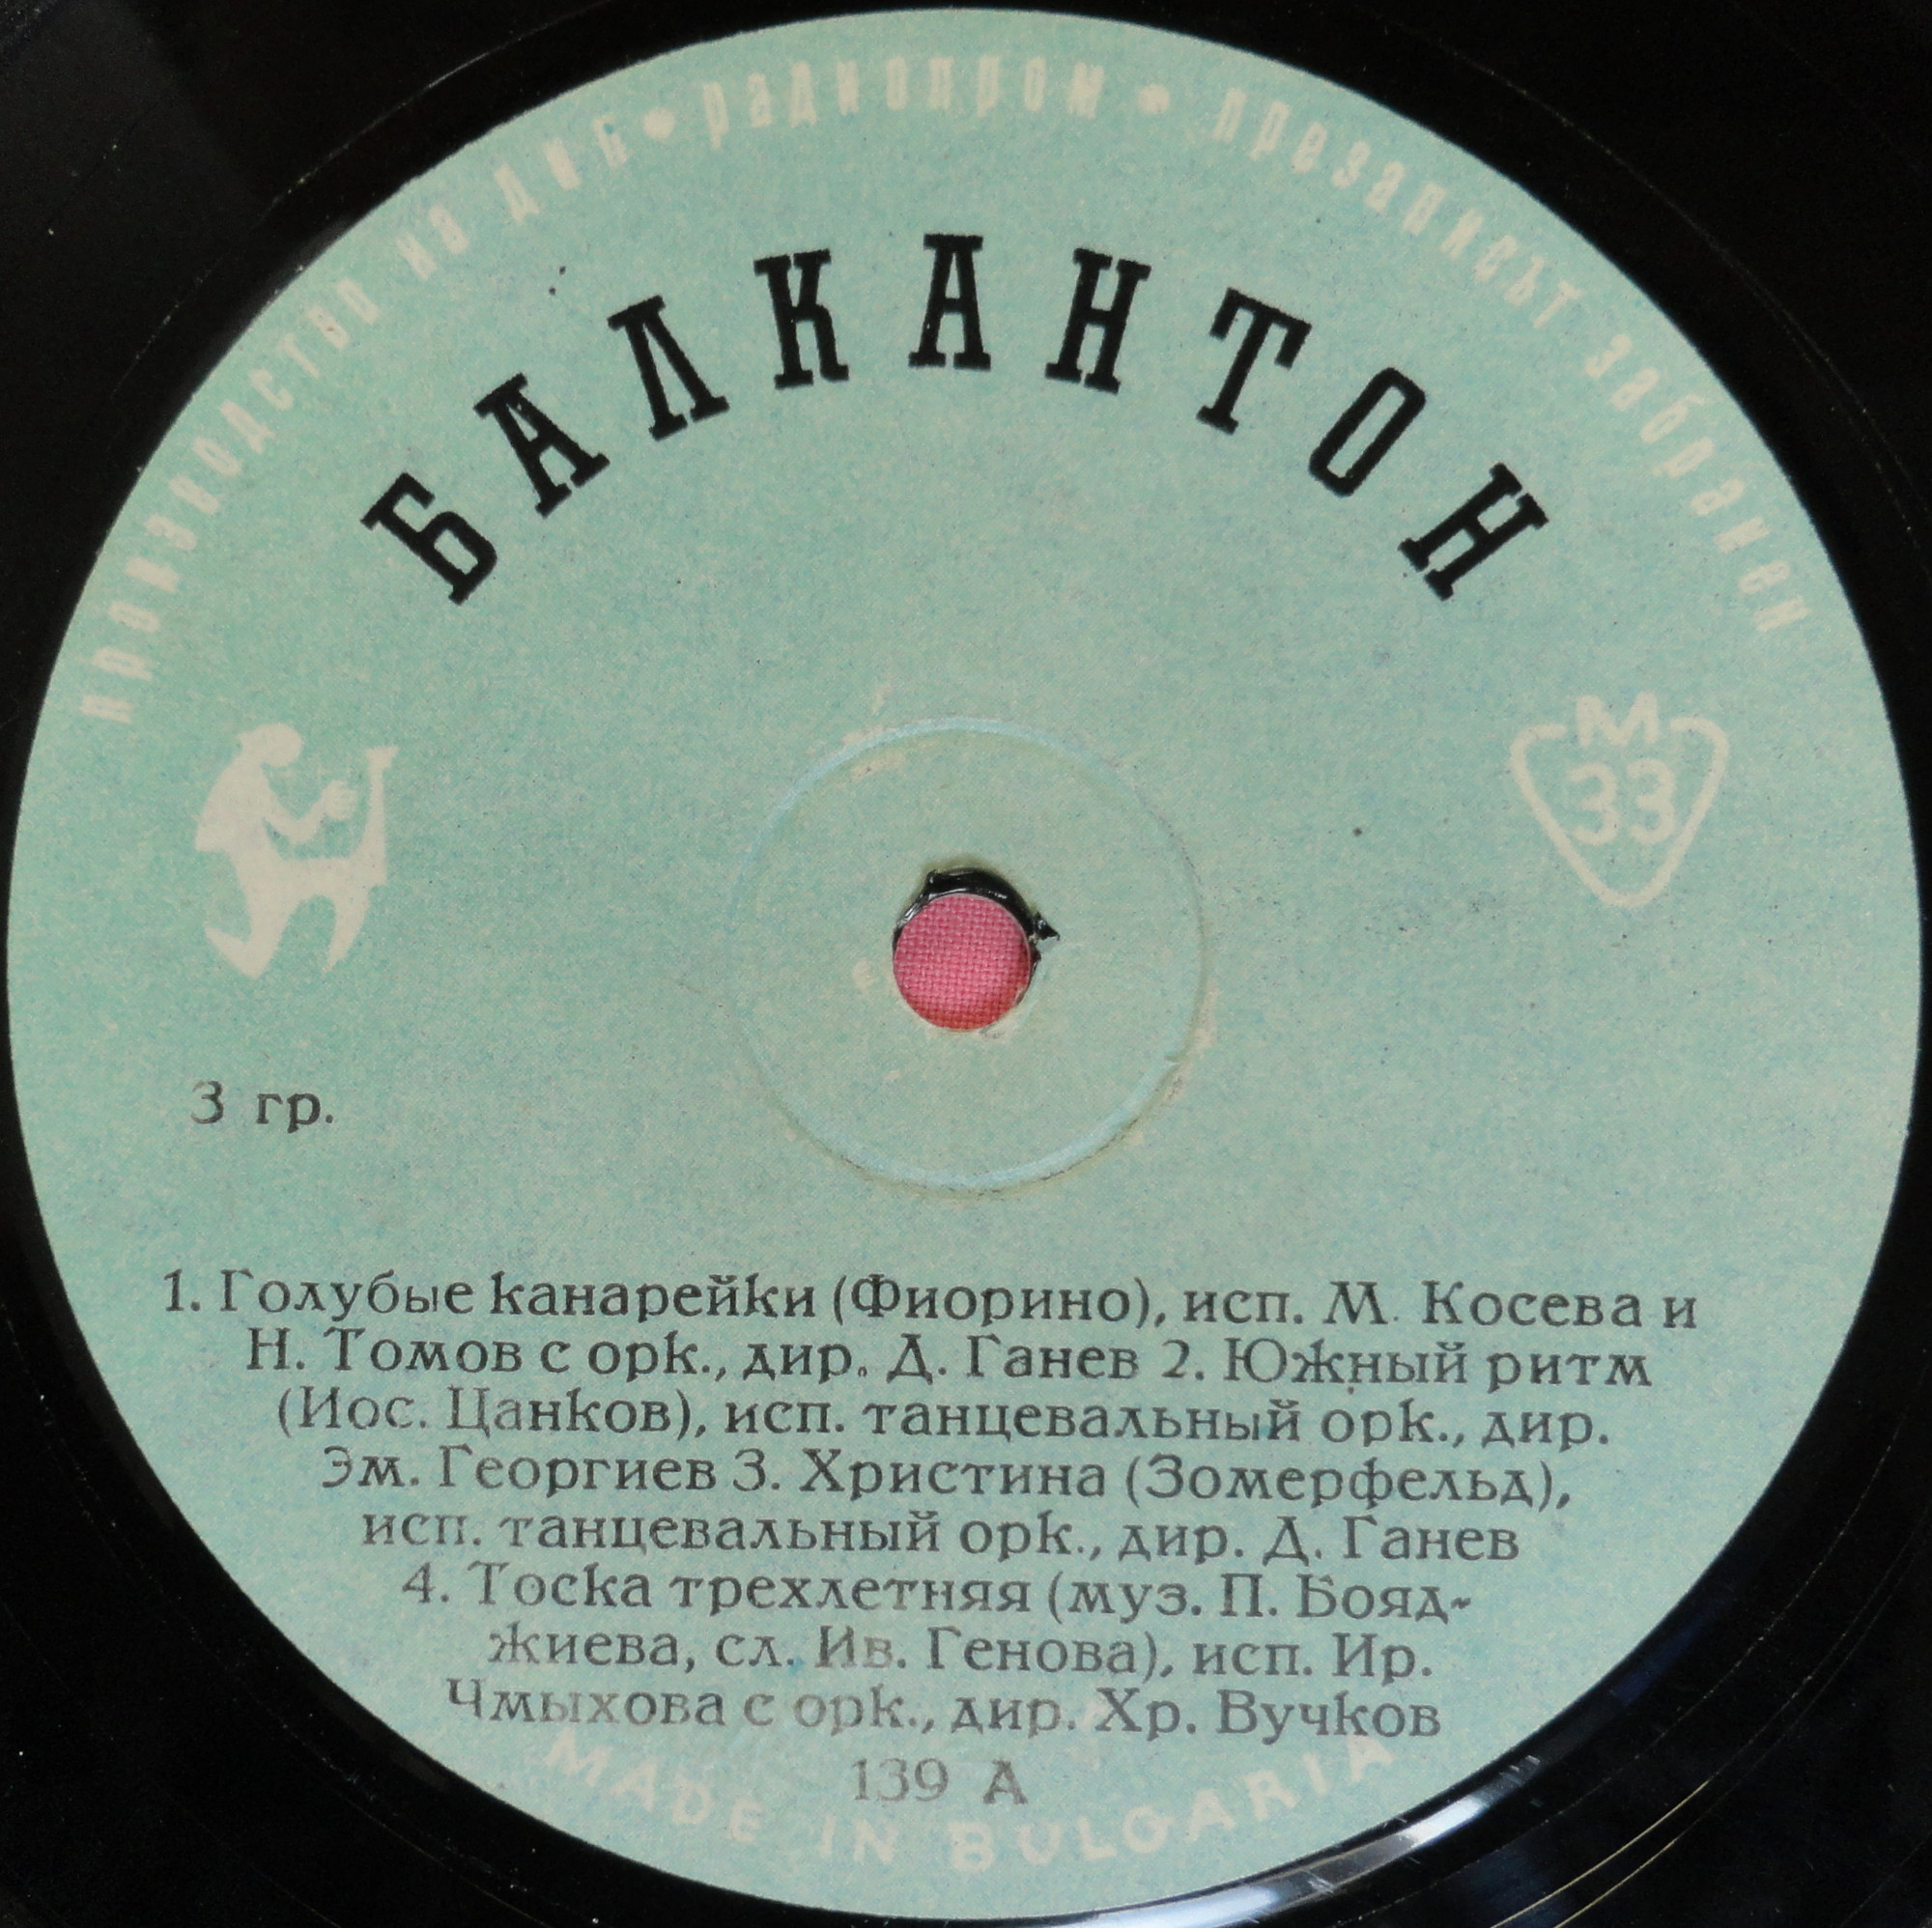 производство на дип • радиопром • презаписът забранен
БАЛКАНТОН
М
33
3 гр.
1. Голубые канарейки (Фиорино), исп. М. Косева и
Н. Томов с орк., дир. Д. Ганев 2. Южный ритм
(Иос. Цанков), исп. танцевальный орк., дир.
Эм. Георгиев 3. Христина (Зомерфельд),
исп. танцевальный орк., дир. Д. Ганев
4. Тоска трехлетняя (муз. П. Бояд-
жиева, сл. Ив. Генова), исп. Ир.
Чмыхова с орк., дир. Хр. Вучков
139 А
MADE IN BULGARIA